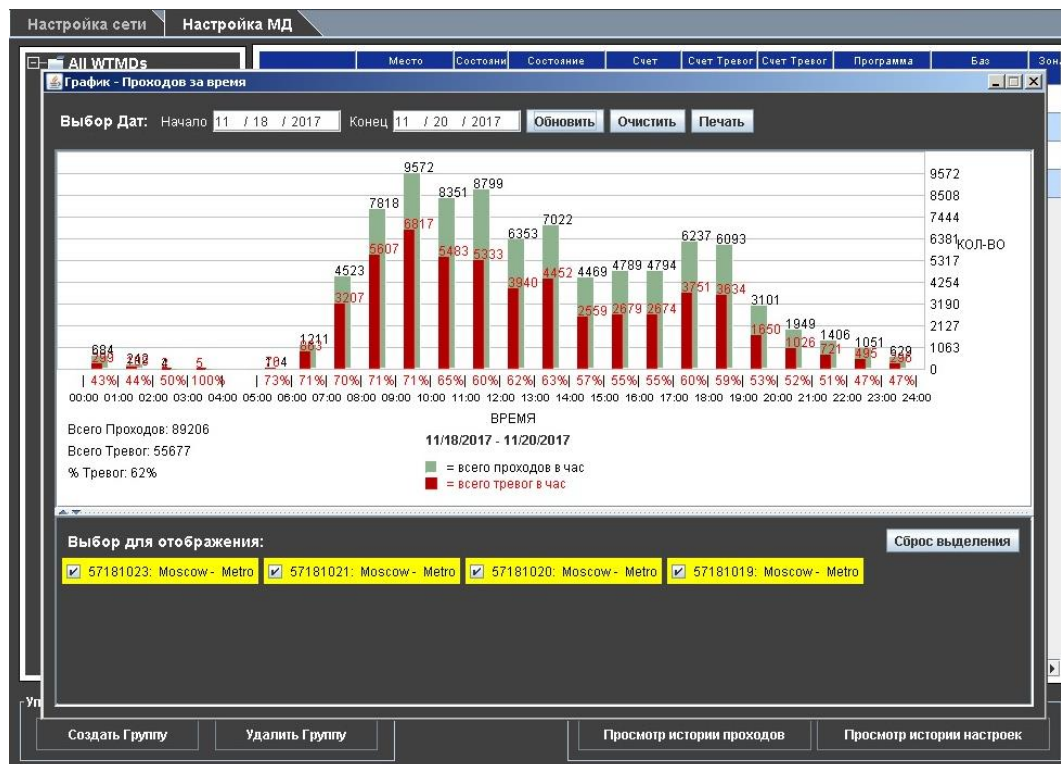 Настройка сети Настройка МД
All WTMDs Место Состояни Состояние Счет Счет Тревог Счет Тревог Программа Баз Зона
График - Проходов за время
Выбор Дат: Начало 11 / 18 / 2017 Конец 11 / 20 / 2017 Обновить Очистить Печать
9572
8799
8351
7818
7022
6817
6353
6237
6093
5607
5483
5333
4523
4469
4789
4794
4452
3940
3751
3634
3207
3101
2559
2679
2674
1949
1650
1406
1211
1026
1051
721
684
629
495
5
9572
8508
7444
6381
КОЛ-ВО
5317
4254
3190
2127
1063
0
| 43%| 44%| 50%| 100% | 73%| 71%| 70%| 71%| 71%| 65%| 60%| 62%| 63%| 57%| 55%| 55%| 60%| 59%| 53%| 52%| 51%| 47%| 47%|
00:00 01:00 02:00 03:00 04:00 05:00 06:00 07:00 08:00 09:00 10:00 11:00 12:00 13:00 14:00 15:00 16:00 17:00 18:00 19:00 20:00 21:00 22:00 23:00 24:00
ВРЕМЯ
11/18/2017 - 11/20/2017
Всего Проходов: 89206
Всего Тревог: 55677
% Тревог: 62%
= всего проходов в час
= всего тревог в час
Выбор для отображения: Сброс выделения
57181023: Moscow - Metro 57181021: Moscow - Metro 57181020: Moscow - Metro 57181019: Moscow - Metro
Создать Группу Удалить Группу Просмотр истории проходов Просмотр истории настроек